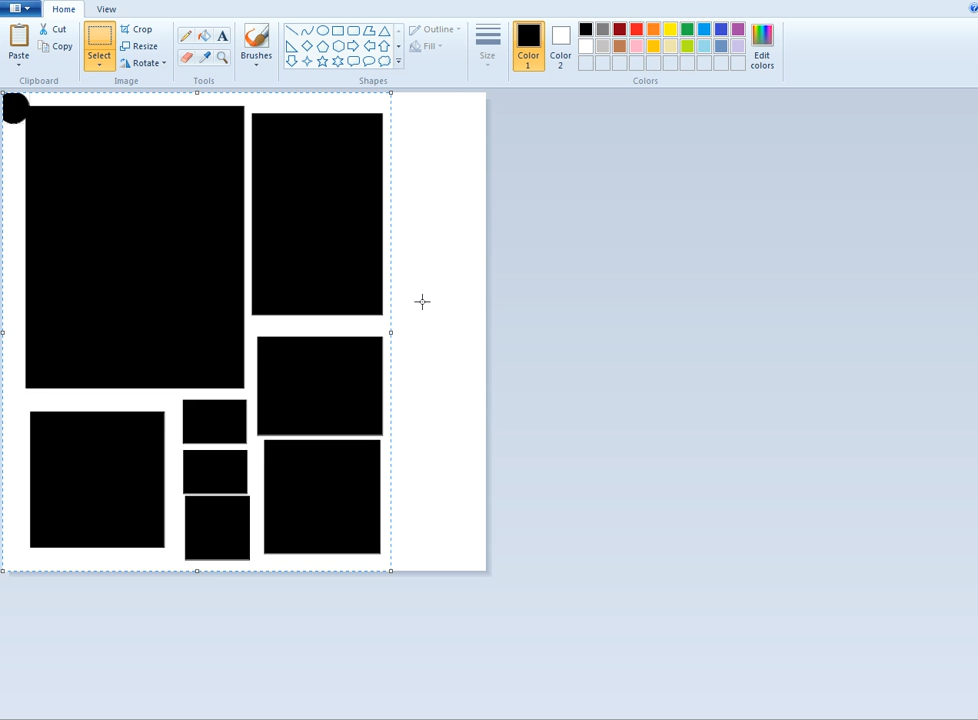 Home View
Paste
Cut
Copy
Clipboard
Select
Crop
Resize
Rotate
Image
A
Tools
Brushes
Outline
Fill
Shapes
Size
Color 1
Color 2
Edit colors
Colors